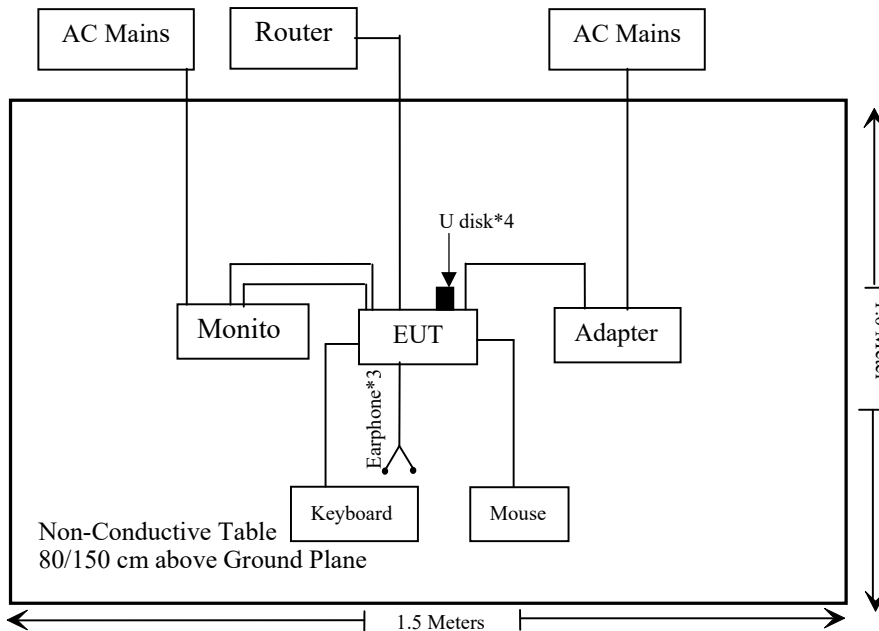 AC Mains
Router
AC Mains
U disk*4
Monito
EUT
Adapter
Earphone*3
Keyboard
Mouse
Non-Conductive Table
80/150 cm above Ground Plane
1.5 Meters